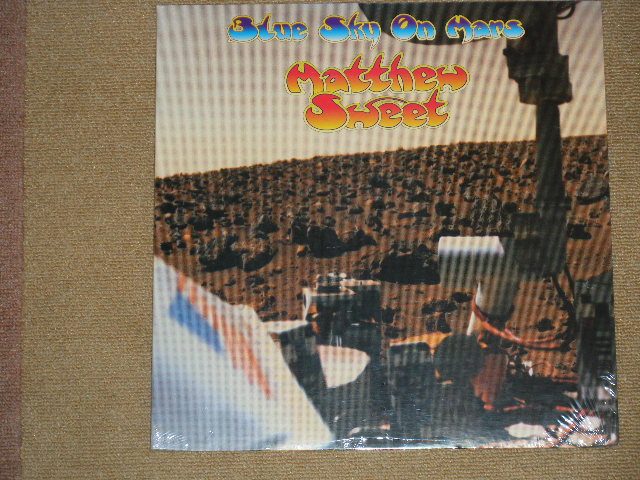 Blue Sky On Mars
Matthew
Sweet